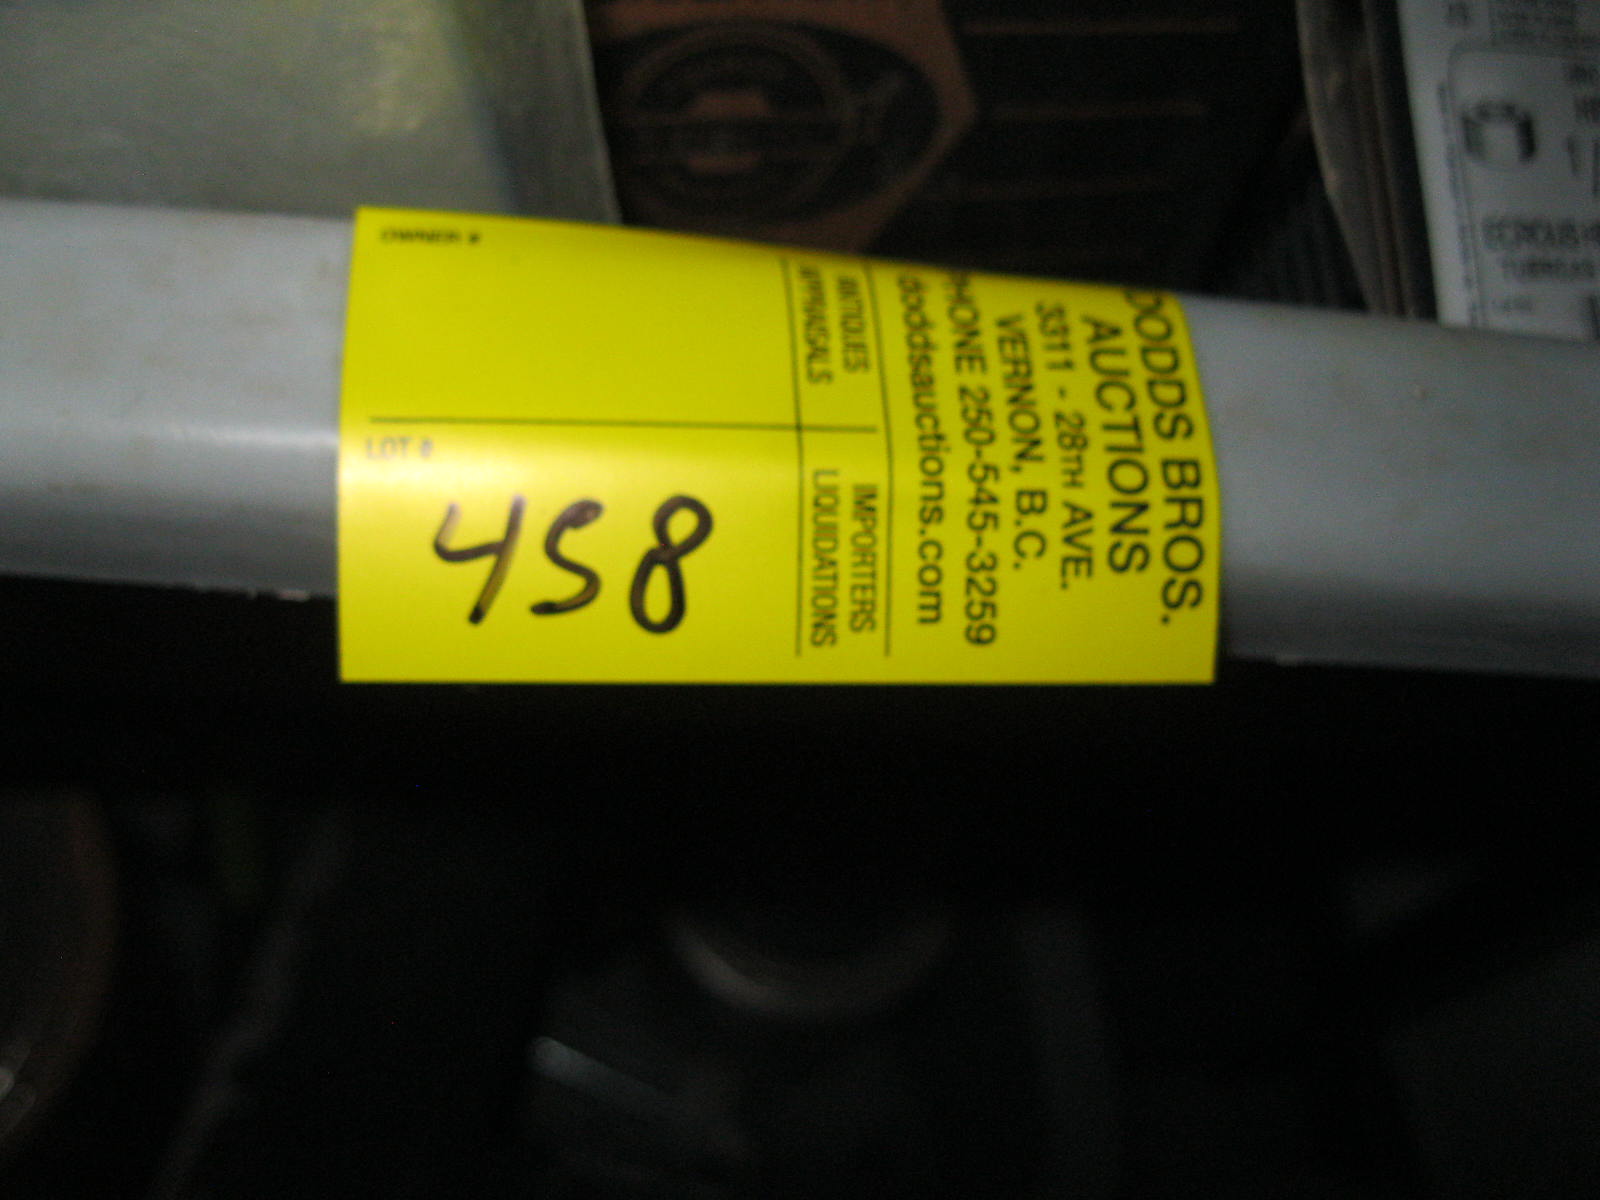 DODDS BROS.
AUCTIONS
3311 - 28TH AVE.
VERNON, B.C.
PHONE 250-545-3259
doddsauctions.com
ANTIQUES IMPORTERS
APPRAISALS LIQUIDATIONS
OWNER #
LOT #
458